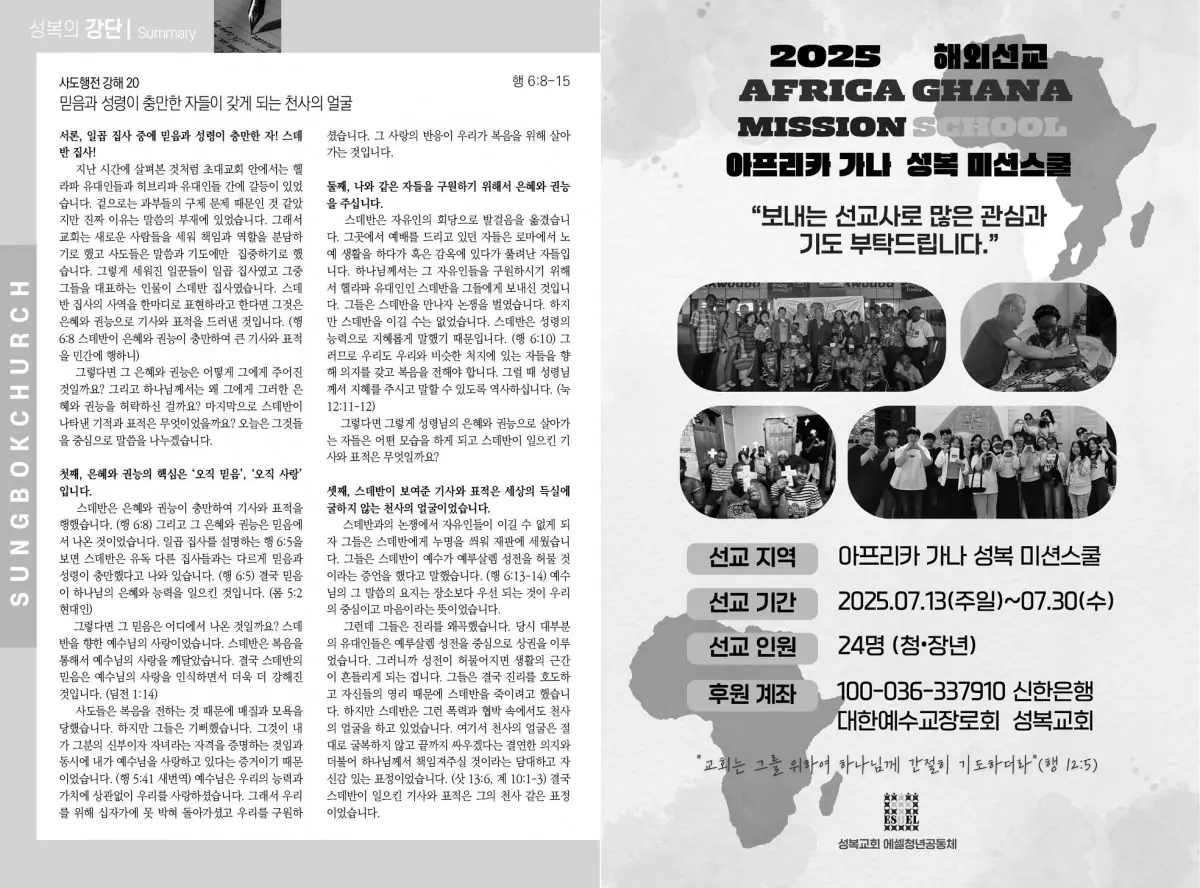 성복의 강단 | Summary
SUNGBOKCHURCH
사도행전 강해 20
행 6:8-15
믿음과 성령이 충만한 자들이 갖게 되는 천사의 얼굴
서론, 일곱 집사 중에 믿음과 성령이 충만한 자! 스데
반 집사!
지난 시간에 살펴본 것처럼 초대교회 안에서는 헬
라파 유대인들과 히브리파 유대인들 간에 갈등이 있었
습니다. 겉으로는 과부들의 구제 문제 때문인 것 같았
지만 진짜 이유는 말씀의 부재에 있었습니다. 그래서
교회는 새로운 사람들을 세워 책임과 역할을 분담하
기로 했고 사도들은 말씀과 기도에만 집중하기로 했
습니다. 그렇게 세워진 일꾼들이 일곱 집사였고 그중
그들을 대표하는 인물이 스데반 집사였습니다. 스데
반 집사의 사역을 한마디로 표현하라고 한다면 그것은
은혜와 권능으로 기사와 표적을 드러낸 것입니다. (행
6:8 스데반이 은혜와 권능이 충만하여 큰 기사와 표적
을 민간에 행하니)
그렇다면 그 은혜와 권능은 어떻게 그에게 주어진
것일까요? 그리고 하나님께서는 왜 그에게 그러한 은
혜와 권능을 허락하신 걸까요? 마지막으로 스데반이
나타낸 기적과 표적은 무엇이었을까요? 오늘은 그것들
을 중심으로 말씀을 나누겠습니다.
첫째, 은혜와 권능의 핵심은 ‘오직 믿음’, ‘오직 사랑’
입니다.
스데반은 은혜와 권능이 충만하여 기사와 표적을
행했습니다. (행 6:8) 그리고 그 은혜와 권능은 믿음에
서 나온 것이었습니다. 일곱 집사를 설명하는 행 6:5을
보면 스데반은 유독 다른 집사들과는 다르게 믿음과
성령이 충만했다고 나와 있습니다. (행 6:5) 결국 믿음
이 하나님의 은혜와 능력을 일으킨 것입니다. (롬 5:2
현대인)
그렇다면 그 믿음은 어디에서 나온 것일까요? 스데
반을 향한 예수님의 사랑이었습니다. 스데반은 복음을
통해서 예수님의 사랑을 깨달았습니다. 결국 스데반의
믿음은 예수님의 사랑을 인식하면서 더욱 더 강해진
것입니다. (딤전 1:14)
사도들은 복음을 전하는 것 때문에 매질과 모욕을
당했습니다. 하지만 그들은 기뻐했습니다. 그것이 내
가 그분의 신부이자 자녀라는 자격을 증명하는 것임과
동시에 내가 예수님을 사랑하고 있다는 증거이기 때문
이었습니다. (행 5:41 새번역) 예수님은 우리의 능력과
가치에 상관없이 우리를 사랑하셨습니다. 그래서 우리
를 위해 십자가에 못 박혀 돌아가셨고 우리를 구원하
셨습니다. 그 사랑의 반응이 우리가 복음을 위해 살아
가는 것입니다.
둘째, 나와 같은 자들을 구원하기 위해서 은혜와 권능
을 주십니다.
스데반은 자유인의 회당으로 발걸음을 옮겼습니
다. 그곳에서 예배를 드리고 있던 자들은 로마에서 노
예 생활을 하다가 혹은 감옥에 있다가 풀려난 자들입
니다. 하나님께서는 그 자유인들을 구원하시기 위해
서 헬라파 유대인인 스데반을 그들에게 보내신 것입니
다. 그들은 스데반을 만나자 논쟁을 벌였습니다. 하지
만 스데반을 이길 수는 없었습니다. 스데반은 성령의
능력으로 지혜롭게 말했기 때문입니다. (행 6:10) 그
러므로 우리도 우리와 비슷한 처지에 있는 자들을 향
해 의지를 갖고 복음을 전해야 합니다. 그럴 때 성령님
께서 지혜를 주시고 말할 수 있도록 역사하십니다. (눅
12:11-12)
그렇다면 그렇게 성령님의 은혜와 권능으로 살아가
는 자들은 어떤 모습을 하게 되고 스데반이 일으킨 기
사와 표적은 무엇일까요?
셋째, 스데반이 보여준 기사와 표적은 세상의 득실에
굴하지 않는 천사의 얼굴이었습니다.
스데반과의 논쟁에서 자유인들이 이길 수 없게 되
자 그들은 스데반에게 누명을 씌워 재판에 세웠습니
다. 그들은 스데반이 예수가 예루살렘 성전을 허물 것
이라는 증언을 했다고 말했습니다. (행 6:13-14) 예수
님의 그 말씀의 요지는 장소보다 우선 되는 것이 우리
의 중심이고 마음이라는 뜻이었습니다.
그런데 그들은 진리를 왜곡했습니다. 당시 대부분
의 유대인들은 예루살렘 성전을 중심으로 상권을 이루
었습니다. 그러니까 성전이 허물어지면 생활의 근간
이 흔들리게 되는 겁니다. 그들은 결국 진리를 호도하
고 자신들의 영리 때문에 스데반을 죽이려고 했습니
다. 하지만 스데반은 그런 폭력과 협박 속에서도 천사
의 얼굴을 하고 있었습니다. 여기서 천사의 얼굴은 절
대로 굴복하지 않고 끝까지 싸우겠다는 결연한 의지와
더불어 하나님께서 책임져주실 것이라는 담대하고 자
신감 있는 표정이었습니다. (삿 13:6, 계 10:1-3) 결국
스데반이 일으킨 기사와 표적은 그의 천사 같은 표정
이었습니다.
2025 해외선교
AFRICA GHANA
MISSION SCHOOL
아프리카 가나 성복 미션스쿨
“보내는 선교사로 많은 관심과
기도 부탁드립니다.”
선교 지역 아프리카 가나 성복 미션스쿨
선교 기간 2025.07.13(주일)~07.30(수)
선교 인원 24명 (청•장년)
후원 계좌 100-036-337910 신한은행
대한예수교장로회 성복교회
"교회는 그를 위하여 하나님께 간절히 기도하더라"(행 12:5)
ESHEL
성복교회 에셀청년공동체